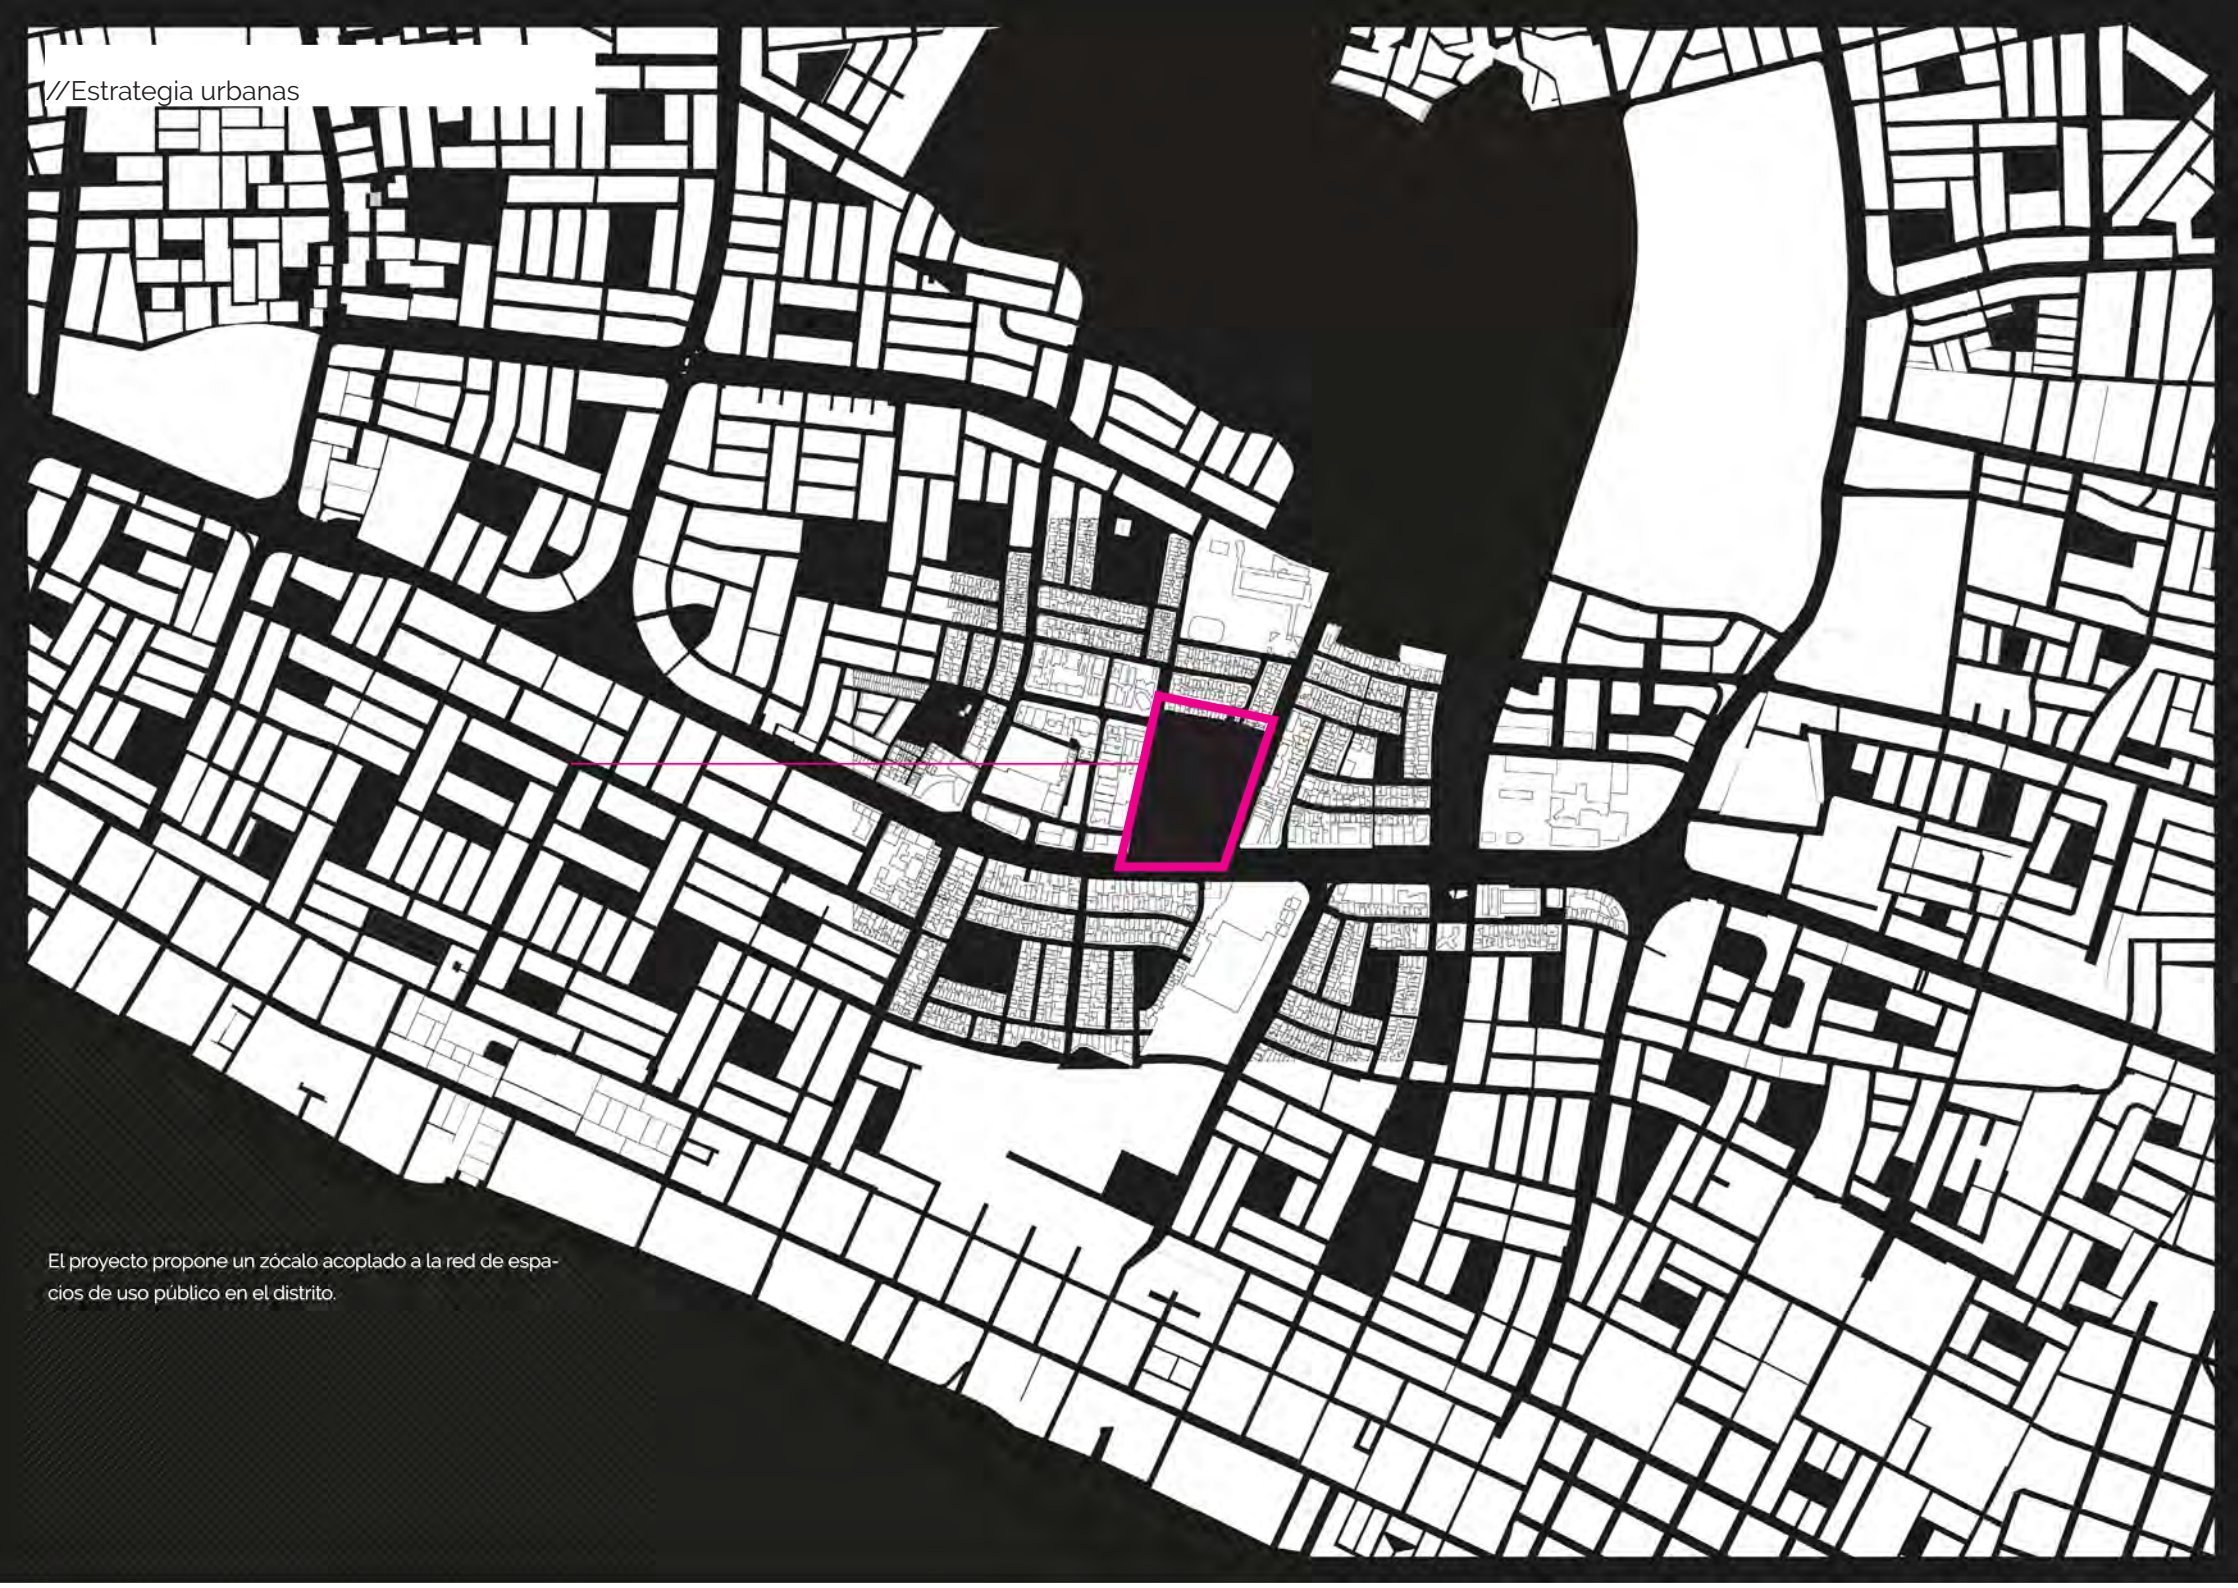 //Estrategia urbanas
El proyecto propone un zócalo acoplado a la red de espa-
cios de uso público en el distrito.